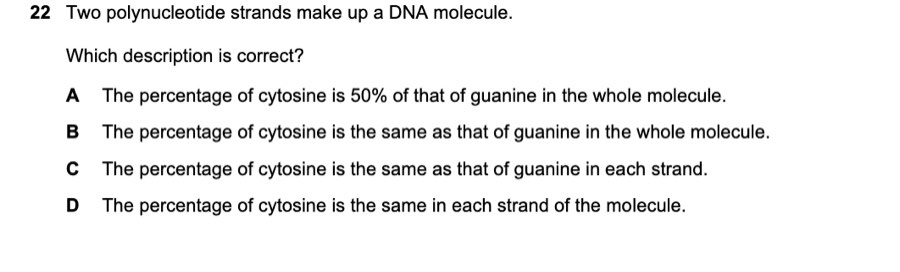 22 Two polynucleotide strands make up a DNA molecule.
Which description is correct?
A The percentage of cytosine is 50% of that of guanine in the whole molecule.
B The percentage of cytosine is the same as that of guanine in the whole molecule.
C The percentage of cytosine is the same as that of guanine in each strand.
D The percentage of cytosine is the same in each strand of the molecule.